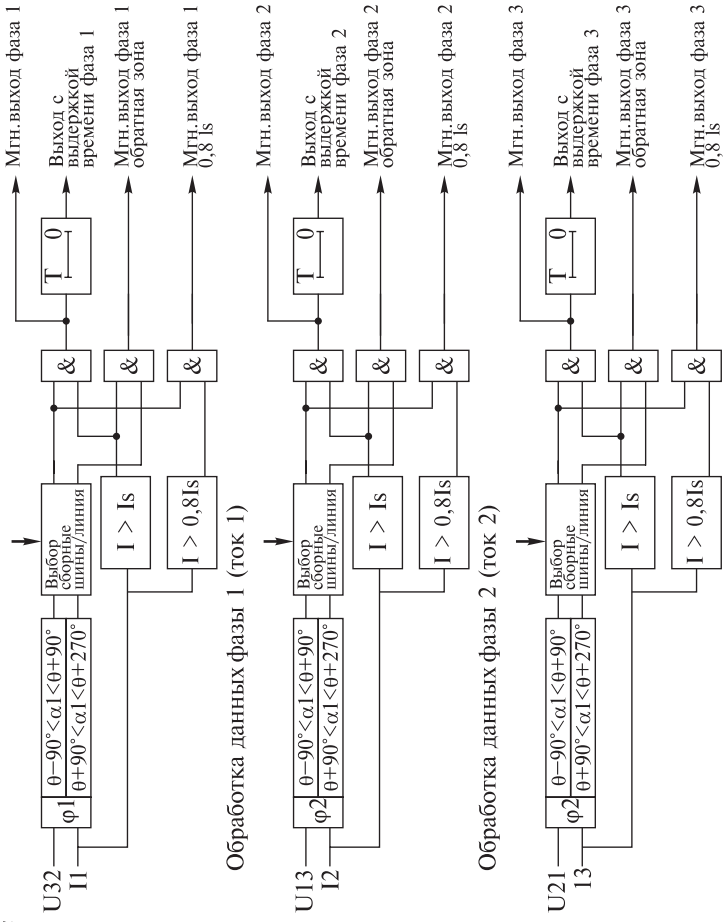 U32
I1
φ1
θ−90°<α1<θ+90°
θ+90°<α1<θ+270°
Выбор
сборные
шины/линия
I > Is
I > 0,8Is
&
&
&
T 0
Мгн.выход фаза 1
Выход с
выдержкой
времени фаза 1
Мгн.выход фаза 1
обратная зона
Мгн.выход фаза 1
0,8 Is
Обработка данных фазы 1 (ток 1)
U13
I2
φ2
θ−90°<α1<θ+90°
θ+90°<α1<θ+270°
Выбор
сборные
шины/линия
I > Is
I > 0,8Is
&
&
&
T 0
Мгн.выход фаза 2
Выход с
выдержкой
времени фаза 2
Мгн.выход фаза 2
обратная зона
Мгн.выход фаза 2
0,8 Is
Обработка данных фазы 2 (ток 2)
U21
13
φ2
θ−90°<α1<θ+90°
θ+90°<α1<θ+270°
Выбор
сборные
шины/линия
I > Is
I > 0,8Is
&
&
&
T 0
Мгн.выход фаза 3
Выход с
выдержкой
времени фаза 3
Мгн.выход фаза 3
обратная зона
Мгн.выход фаза 3
0,8 Is